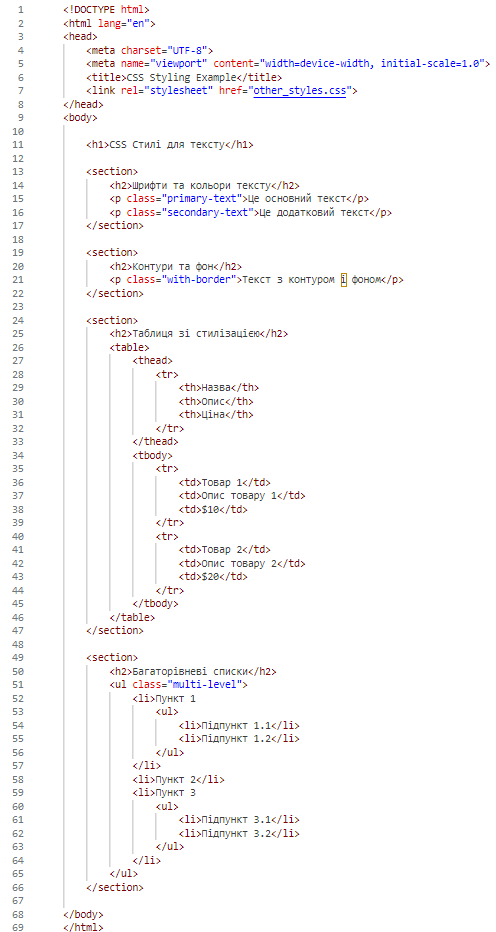 1 <!DOCTYPE html>
2 <html lang="en">
3 <head>
4     <meta charset="UTF-8">
5     <meta name="viewport" content="width=device-width, initial-scale=1.0">
6     <title>CSS Styling Example</title>
7     <link rel="stylesheet" href="other_styles.css">
8 </head>
9 <body>
10
11     <h1>CSS Стилі для тексту</h1>
12
13     <section>
14         <h2>Шрифти та кольори тексту</h2>
15         <p class="primary-text">Це основний текст</p>
16         <p class="secondary-text">Це додатковий текст</p>
17     </section>
18
19     <section>
20         <h2>Контури та фон</h2>
21         <p class="with-border">Текст з контуром і фоном</p>
22     </section>
23
24     <section>
25         <h2>Таблиця зі стилізацією</h2>
26         <table>
27             <thead>
28                 <tr>
29                     <th>Назва</th>
30                     <th>Опис</th>
31                     <th>Ціна</th>
32                 </tr>
33             </thead>
34             <tbody>
35                 <tr>
36                     <td>Товар 1</td>
37                     <td>Опис товару 1</td>
38                     <td>$10</td>
39                 </tr>
40                 <tr>
41                     <td>Товар 2</td>
42                     <td>Опис товару 2</td>
43                     <td>$20</td>
44                 </tr>
45             </tbody>
46         </table>
47     </section>
48
49     <section>
50         <h2>Багаторівневі списки</h2>
51         <ul class="multi-level">
52             <li>Пункт 1
53                 <ul>
54                     <li>Підпункт 1.1</li>
55                     <li>Підпункт 1.2</li>
56                 </ul>
57             </li>
58             <li>Пункт 2</li>
59             <li>Пункт 3
60                 <ul>
61                     <li>Підпункт 3.1</li>
62                     <li>Підпункт 3.2</li>
63                 </ul>
64             </li>
65         </ul>
66     </section>
67
68 </body>
69 </html>